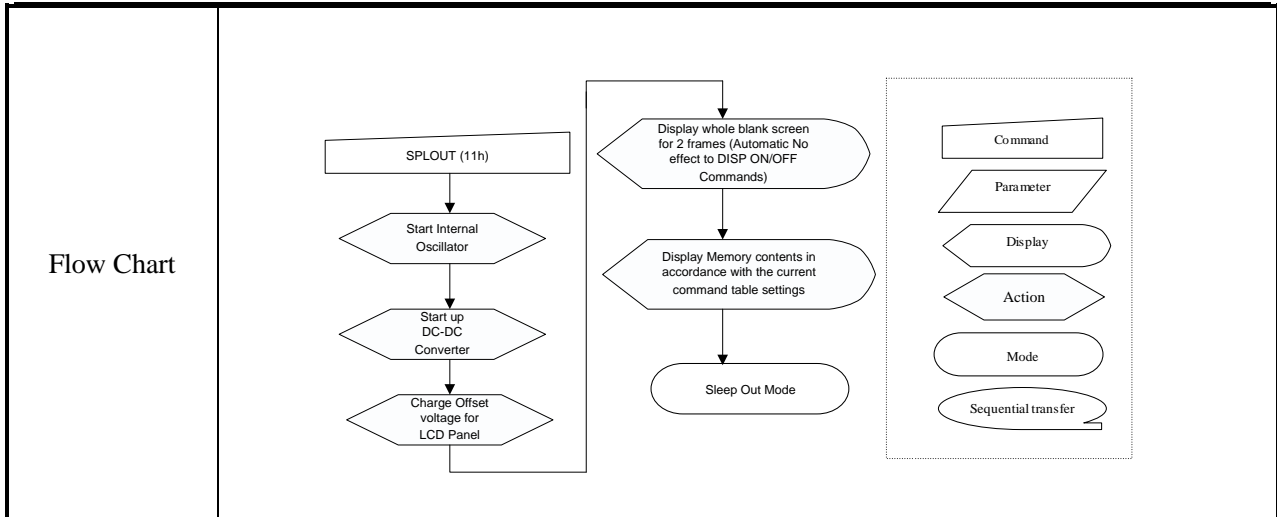 Flow Chart
SPLOUT (11h)
Start Internal
Oscillator
Start up
DC-DC
Converter
Charge Offset
voltage for
LCD Panel
Display whole blank screen
for 2 frames (Automatic No
effect to DISP ON/OFF
Commands)
Display Memory contents in
accordance with the current
command table settings
Sleep Out Mode
Command
Parameter
Display
Action
Mode
Sequential transfer